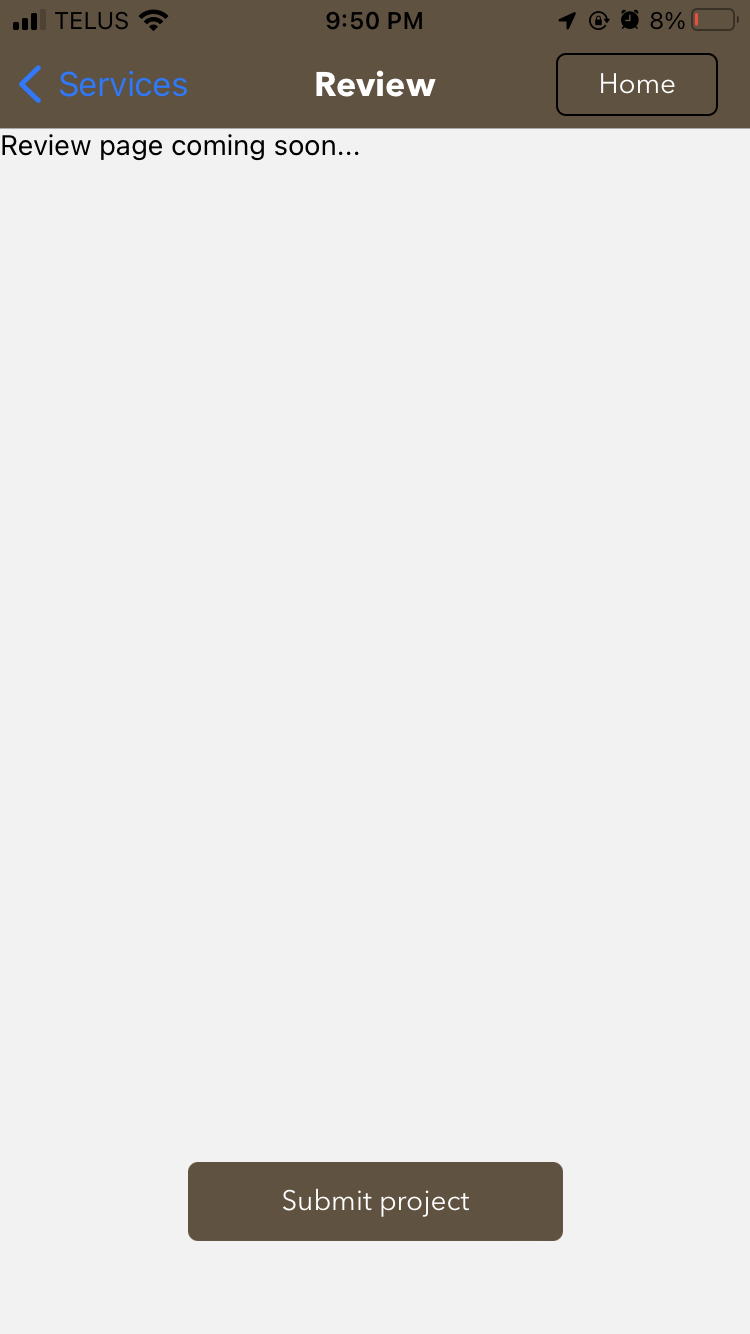 TELUS 9:50 PM 8%
Services Review Home
Review page coming soon...
Submit project